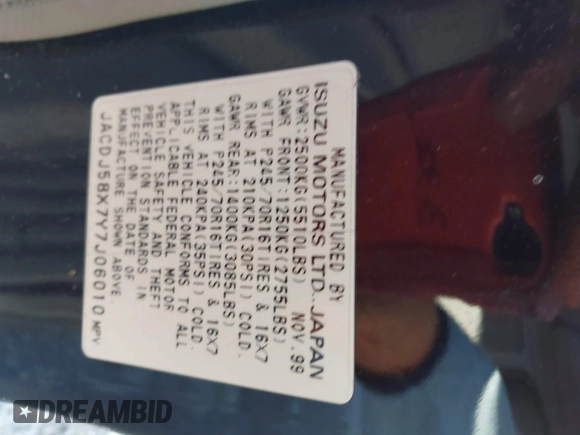 MANUFACTURED BY
ISUZU MOTORS LTD., JAPAN
GVWR:2500KG(5510LBS) NOV.99
GAWR FRONT:1250KG(2755LBS)
WITH P245/70R16TIRES & 16X7
RIMS AT 210KPA(30PSI) COLD.
GAWR REAR:1400KG(3085LBS)
WITH P245/70R16TIRES & 16X7
RIMS AT 240KPA(35PSI) COLD.
THIS VEHICLE CONFORMS TO ALL
APPLICABLE FEDERAL MOTOR
VEHICLE SAFETY AND THEFT
PREVENTION STANDARDS IN
EFFECT ON THE DATE OF
MANUFACTURE SHOWN ABOVE.
JACDJ58X7Y7J06010 MPV
DREAMBID